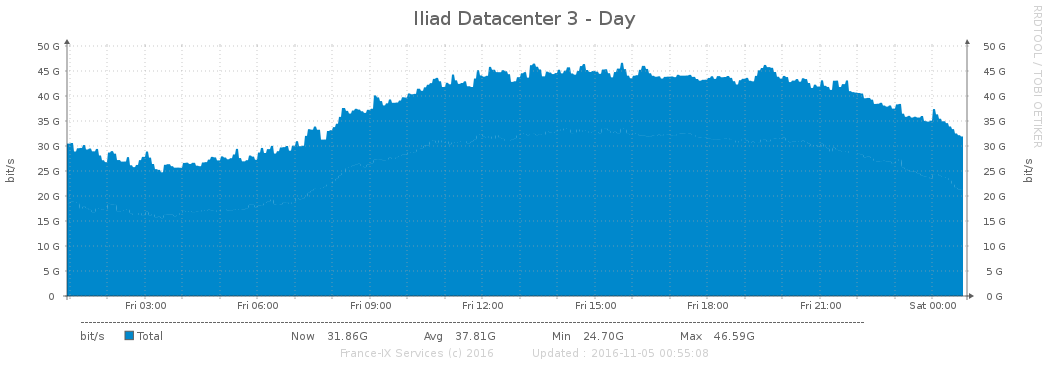 Iliad Datacenter 3 - Day
RRDTOOL / TOBI OETIKER
bit/s
50 G
45 G
40 G
35 G
30 G
25 G
20 G
15 G
10 G
5 G
0
50 G
45 G
40 G
35 G
30 G
25 G
20 G
15 G
10 G
5 G
0 G
bit/s
Fri 03:00 Fri 06:00 Fri 09:00 Fri 12:00 Fri 15:00 Fri 18:00 Fri 21:00 Sat 00:00
bit/s Total Now 31.86G Avg 37.81G Min 24.70G Max 46.59G
France-IX Services (c) 2016 Updated : 2016-11-05 00:55:08